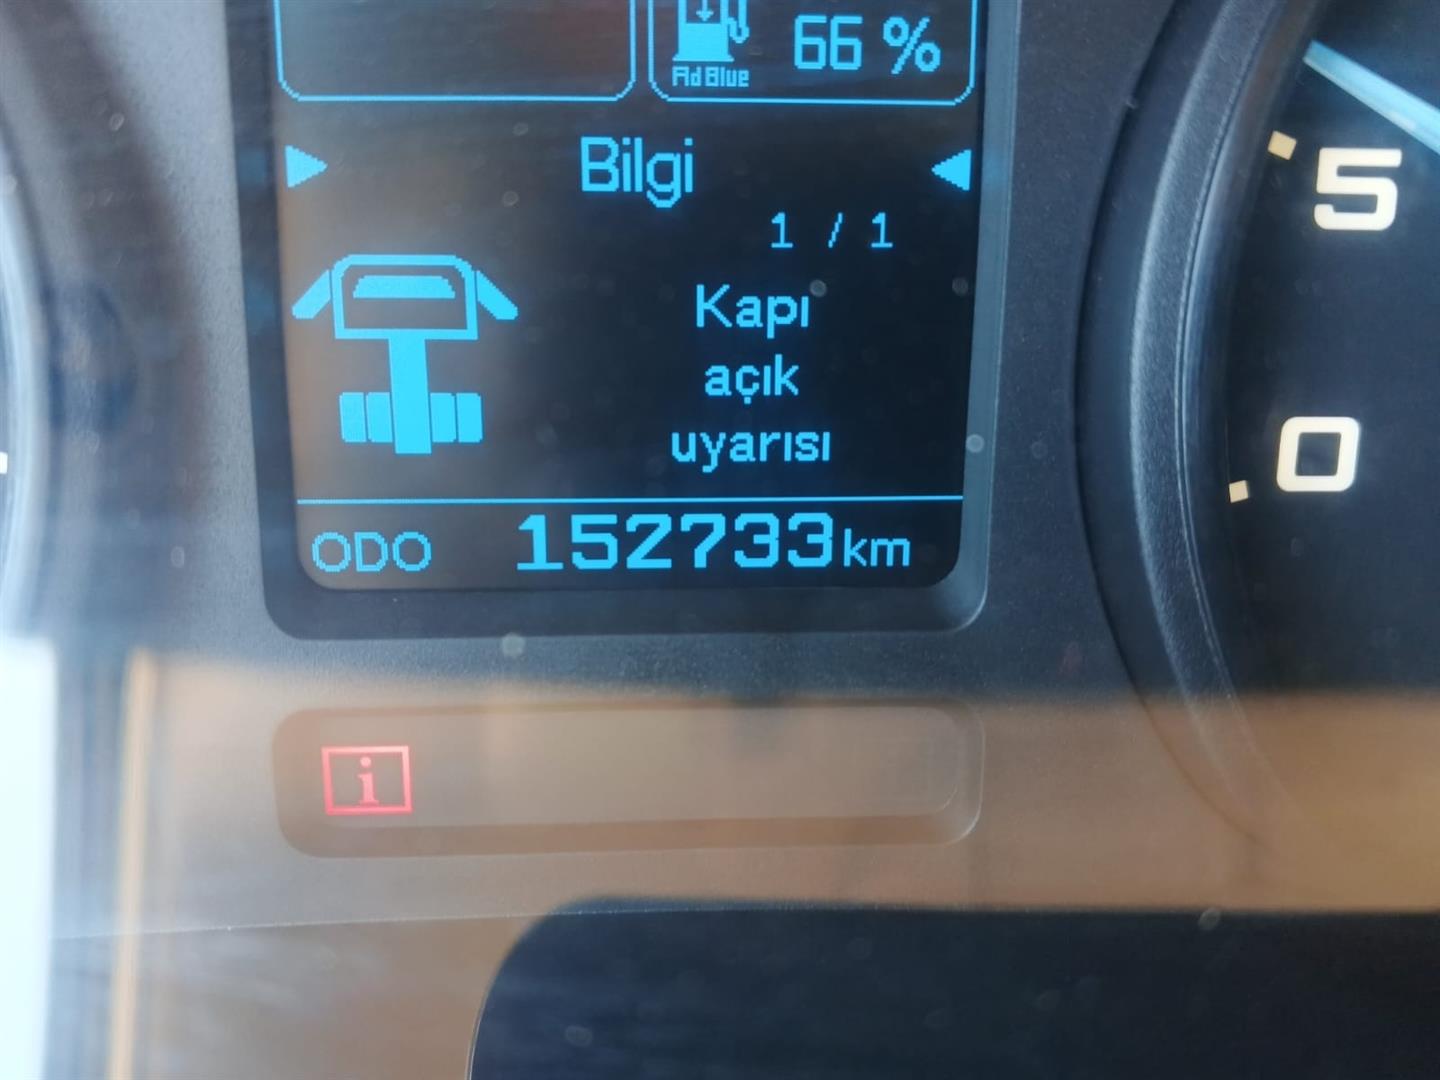 AdBlue 66 %
Bilgi
1 / 1
Kapı
açık
uyarısı
ODO 152733 km
5
0
i